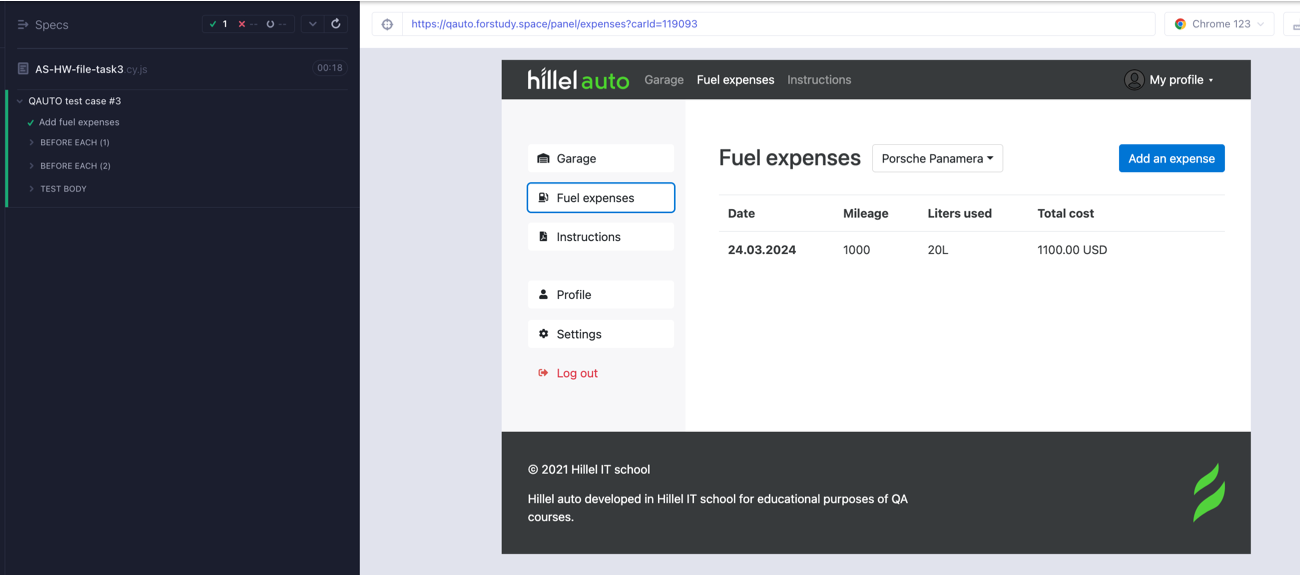 Specs
1 -- --
AS-HW-file-task3.cy.js 00:18
QAUTO test case #3
Add fuel expenses
BEFORE EACH (1)
BEFORE EACH (2)
TEST BODY
https://qauto.forstudy.space/panel/expenses?carId=119093
Chrome 123
hillel auto Garage Fuel expenses Instructions My profile
Garage
Fuel expenses
Instructions
Profile
Settings
Log out
Fuel expenses Porsche Panamera Add an expense
Date Mileage Liters used Total cost
24.03.2024 1000 20L 1100.00 USD
© 2021 Hillel IT school
Hillel auto developed in Hillel IT school for educational purposes of QA
courses.